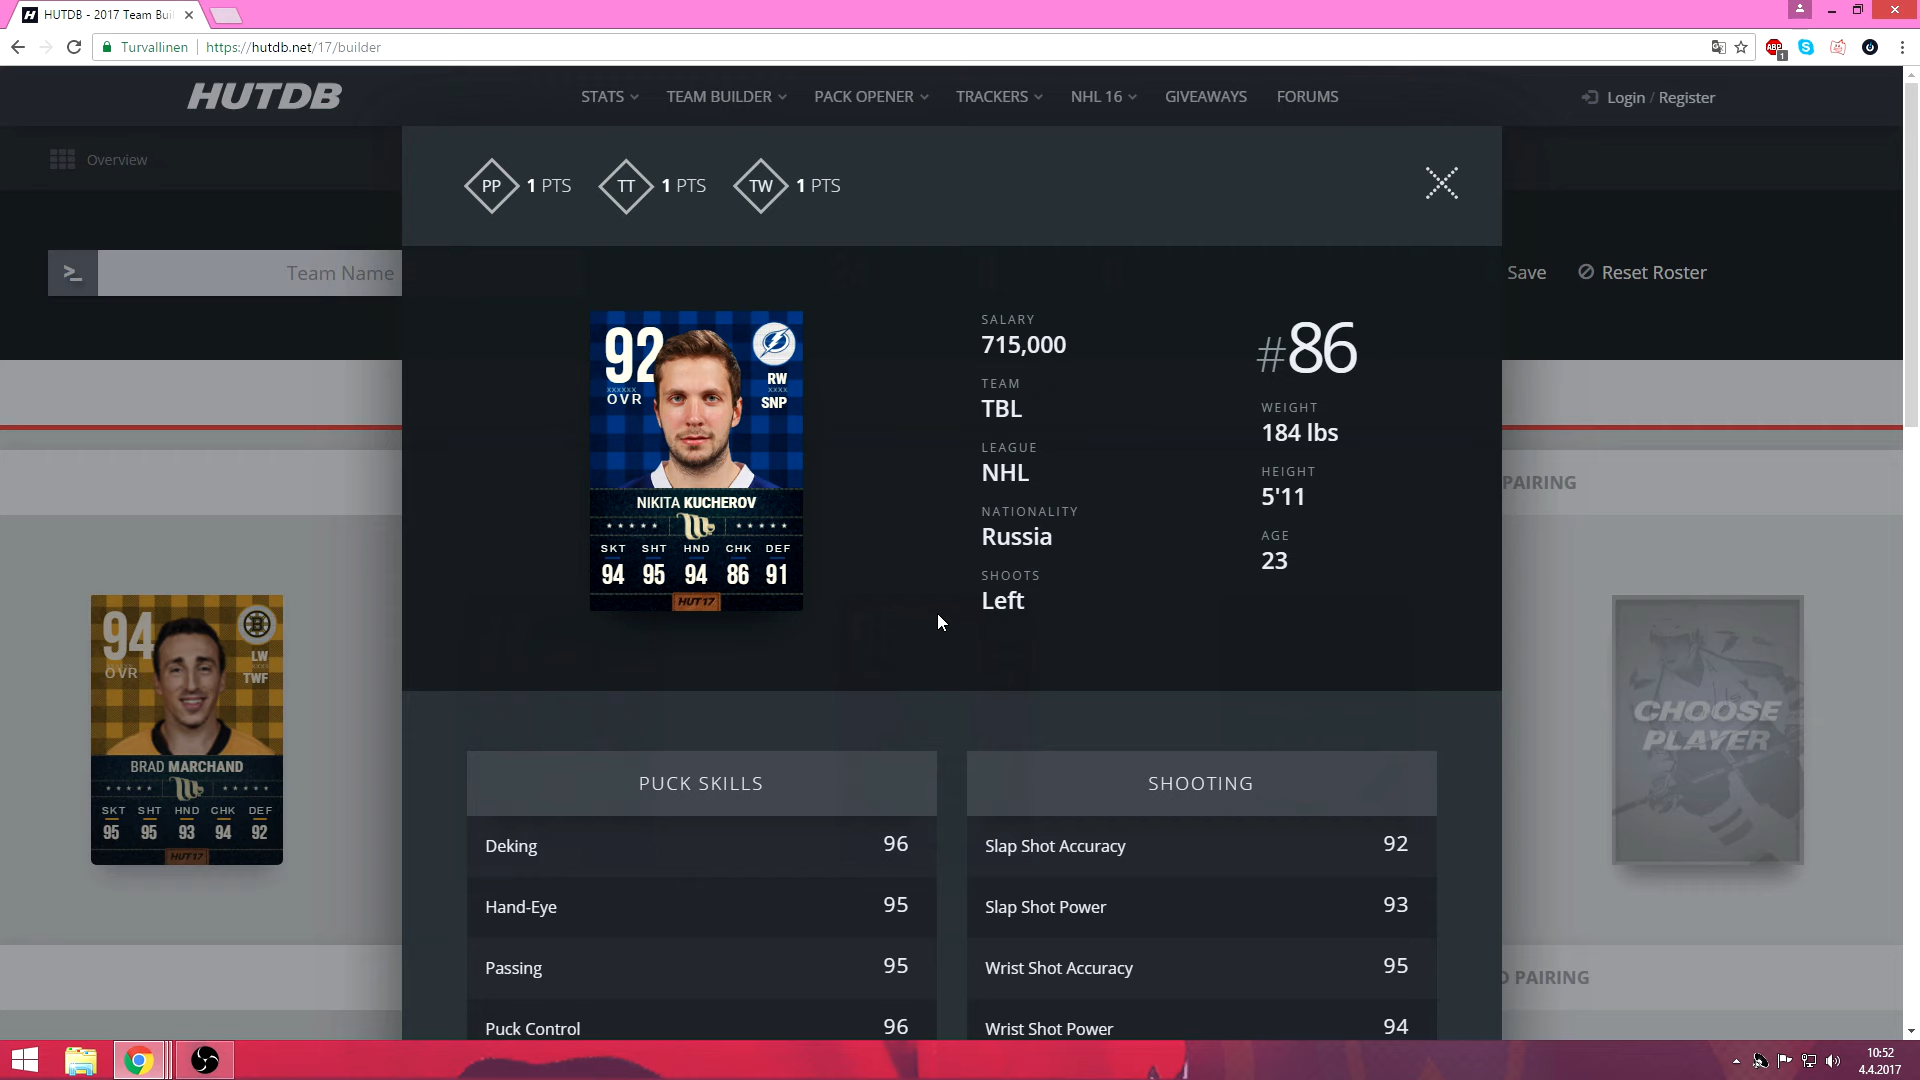 HUTDB - 2017 Team Bui
Turvallinen https://hutdb.net/17/builder
ABP 1
HUTDB
STATS TEAM BUILDER PACK OPENER TRACKERS NHL 16 GIVEAWAYS FORUMS
Login / Register
Overview
PP 1 PTS TT 1 PTS TW 1 PTS
>_ Team Name
Save Reset Roster
92
OVR
RW
SNP
NIKITA KUCHEROV
SKT SHT HND CHK DEF
94 95 94 86 91
HUT 17
SALARY
715,000
TEAM
TBL
LEAGUE
NHL
NATIONALITY
Russia
SHOOTS
Left
#86
WEIGHT
184 lbs
HEIGHT
5'11
AGE
23
PAIRING
94
OVR
B
LW
TWF
BRAD MARCHAND
SKT SHT HND CHK DEF
95 95 93 94 92
HUT 17
CHOOSE
PLAYER
PUCK SKILLS
Deking 96
Hand-Eye 95
Passing 95
Puck Control 96
SHOOTING
Slap Shot Accuracy 92
Slap Shot Power 93
Wrist Shot Accuracy 95
Wrist Shot Power 94
D PAIRING
10:52
4.4.2017